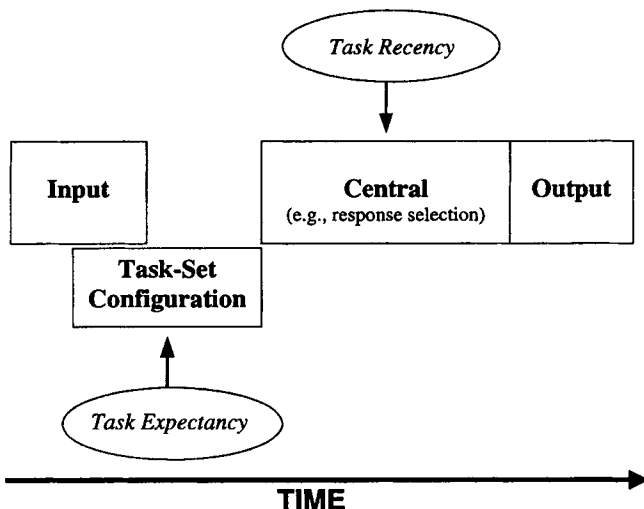 Task Recency
Input
Central
(e.g., response selection)
Output
Task-Set
Configuration
Task Expectancy
TIME